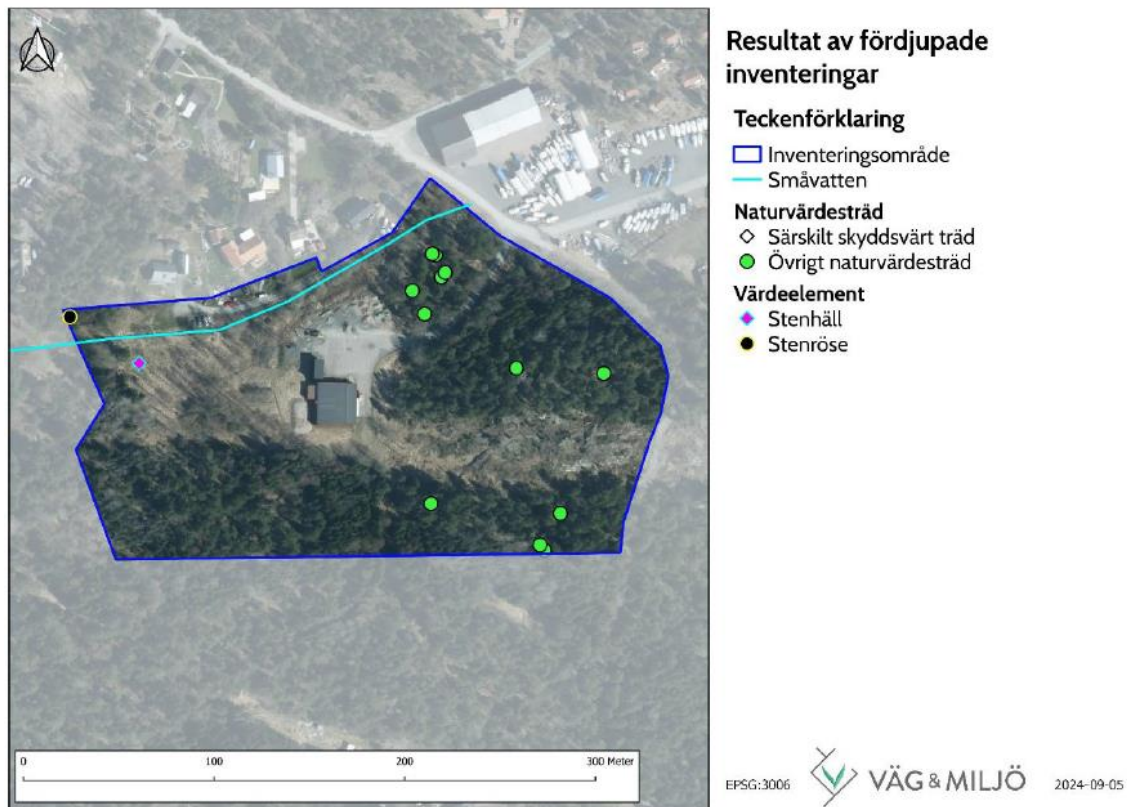 Resultat av fördjupade
inventeringar
Teckenförklaring
Inventeringsområde
Småvatten
Naturvärdesträd
Särskilt skyddsvärt träd
Övrigt naturvärdesträd
Värdeelement
Stenhäll
Stenröse
0 100 200 300 Meter
EPSG:3006
VÄG & MILJÖ
2024-09-05